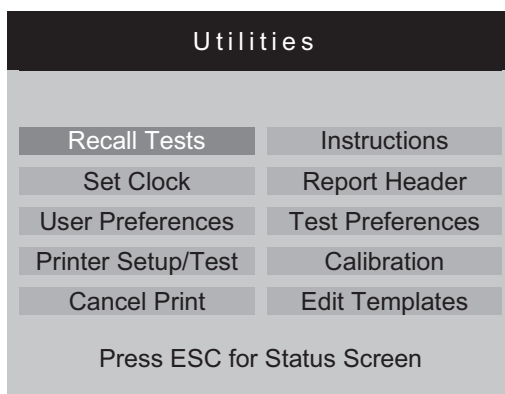 Utilities
Recall Tests Instructions
Set Clock Report Header
User Preferences Test Preferences
Printer Setup/Test Calibration
Cancel Print Edit Templates
Press ESC for Status Screen